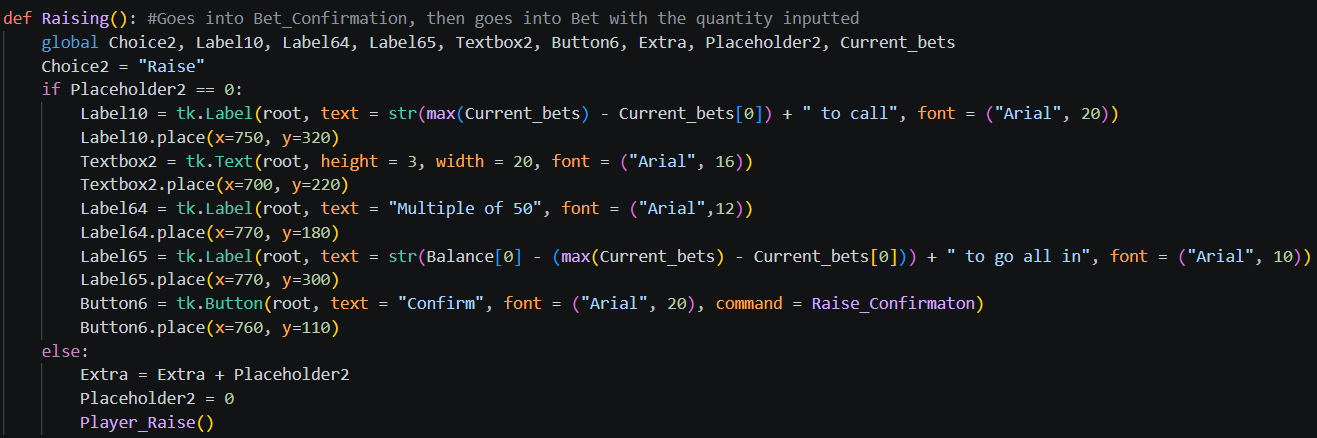 def Raising(): #Goes into Bet_Confirmation, then goes into Bet with the quantity inputted
    global Choice2, Label10, Label64, Label65, Textbox2, Button6, Extra, Placeholder2, Current_bets
    Choice2 = "Raise"
    if Placeholder2 == 0:
        Label10 = tk.Label(root, text = str(max(Current_bets) - Current_bets[0]) + " to call", font = ("Arial", 20))
        Label10.place(x=750, y=320)
        Textbox2 = tk.Text(root, height = 3, width = 20, font = ("Arial", 16))
        Textbox2.place(x=700, y=220)
        Label64 = tk.Label(root, text = "Multiple of 50", font = ("Arial",12))
        Label64.place(x=770, y=180)
        Label65 = tk.Label(root, text = str(Balance[0] - (max(Current_bets) - Current_bets[0])) + " to go all in", font = ("Arial", 10))
        Label65.place(x=770, y=300)
        Button6 = tk.Button(root, text = "Confirm", font = ("Arial", 20), command = Raise_Confirmaton)
        Button6.place(x=760, y=110)
    else:
        Extra = Extra + Placeholder2
        Placeholder2 = 0
        Player_Raise()